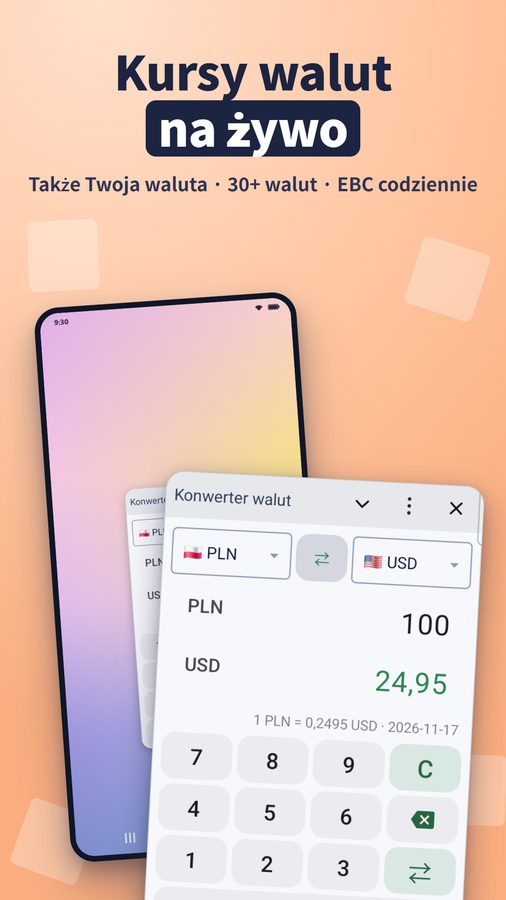 Kursy walut
na żywo
Także Twoja waluta · 30+ walut · EBC codziennie
9:30
Konwerter walut
PLN
USD
PLN
100
USD
24,95
1 PLN = 0,2495 USD · 2026-11-17
7 8 9 C
4 5 6
1 2 3